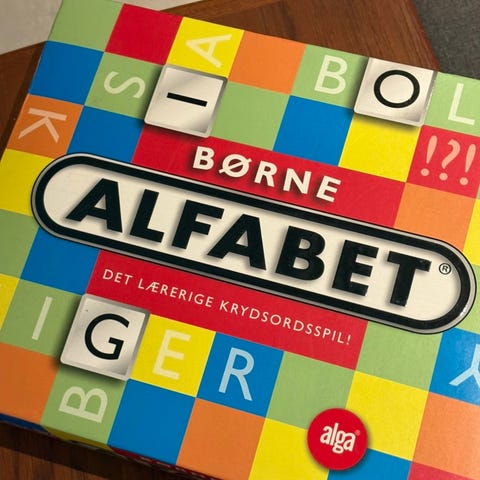 K S I A
B O L
!?!
BØRNE
ALFABET®
DET LÆRERIGE KRYDSORDSSPIL!
I G E R
B
Y
alga®